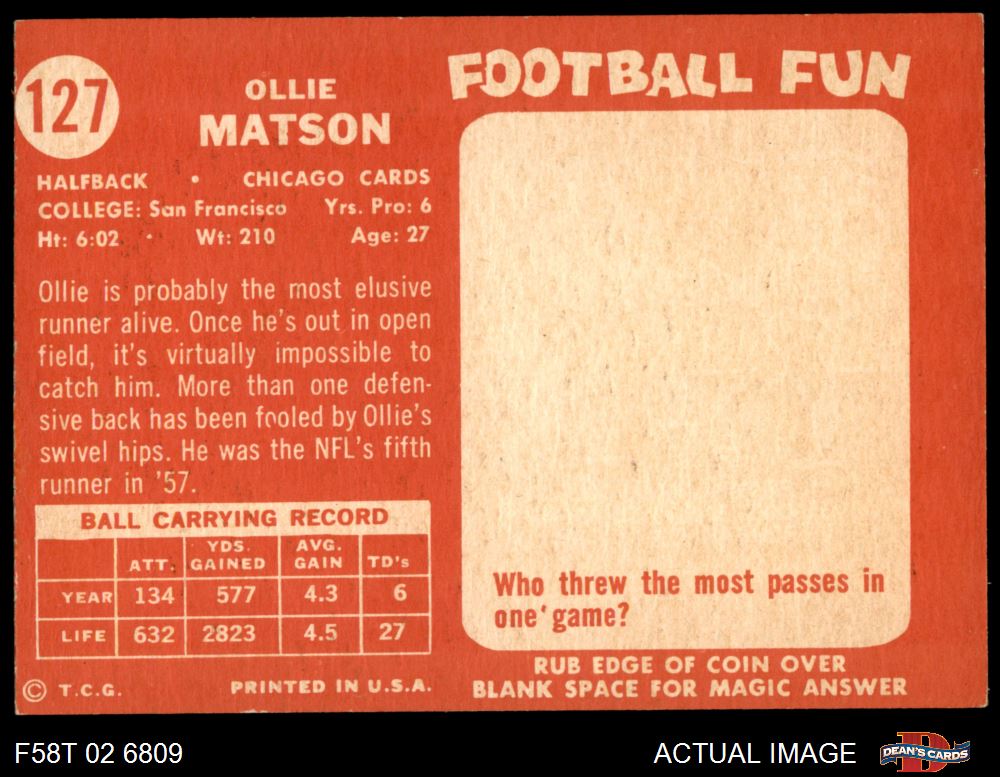 127
OLLIE
MATSON
HALFBACK • CHICAGO CARDS
COLLEGE: San Francisco Yrs. Pro: 6
Ht: 6:02 Wt: 210 Age: 27
Ollie is probably the most elusive
runner alive. Once he's out in open
field, it's virtually impossible to
catch him. More than one defen-
sive back has been fooled by Ollie's
swivel hips. He was the NFL's fifth
runner in '57.
BALL CARRYING RECORD
ATT. YDS. GAINED AVG. GAIN TD's
YEAR 134 577 4.3 6
LIFE 632 2823 4.5 27
© T.C.G. PRINTED IN U.S.A.
FOOTBALL FUN
Who threw the most passes in
one game?
RUB EDGE OF COIN OVER
BLANK SPACE FOR MAGIC ANSWER
F58T 02 6809
ACTUAL IMAGE
D
DEAN'S CARDS